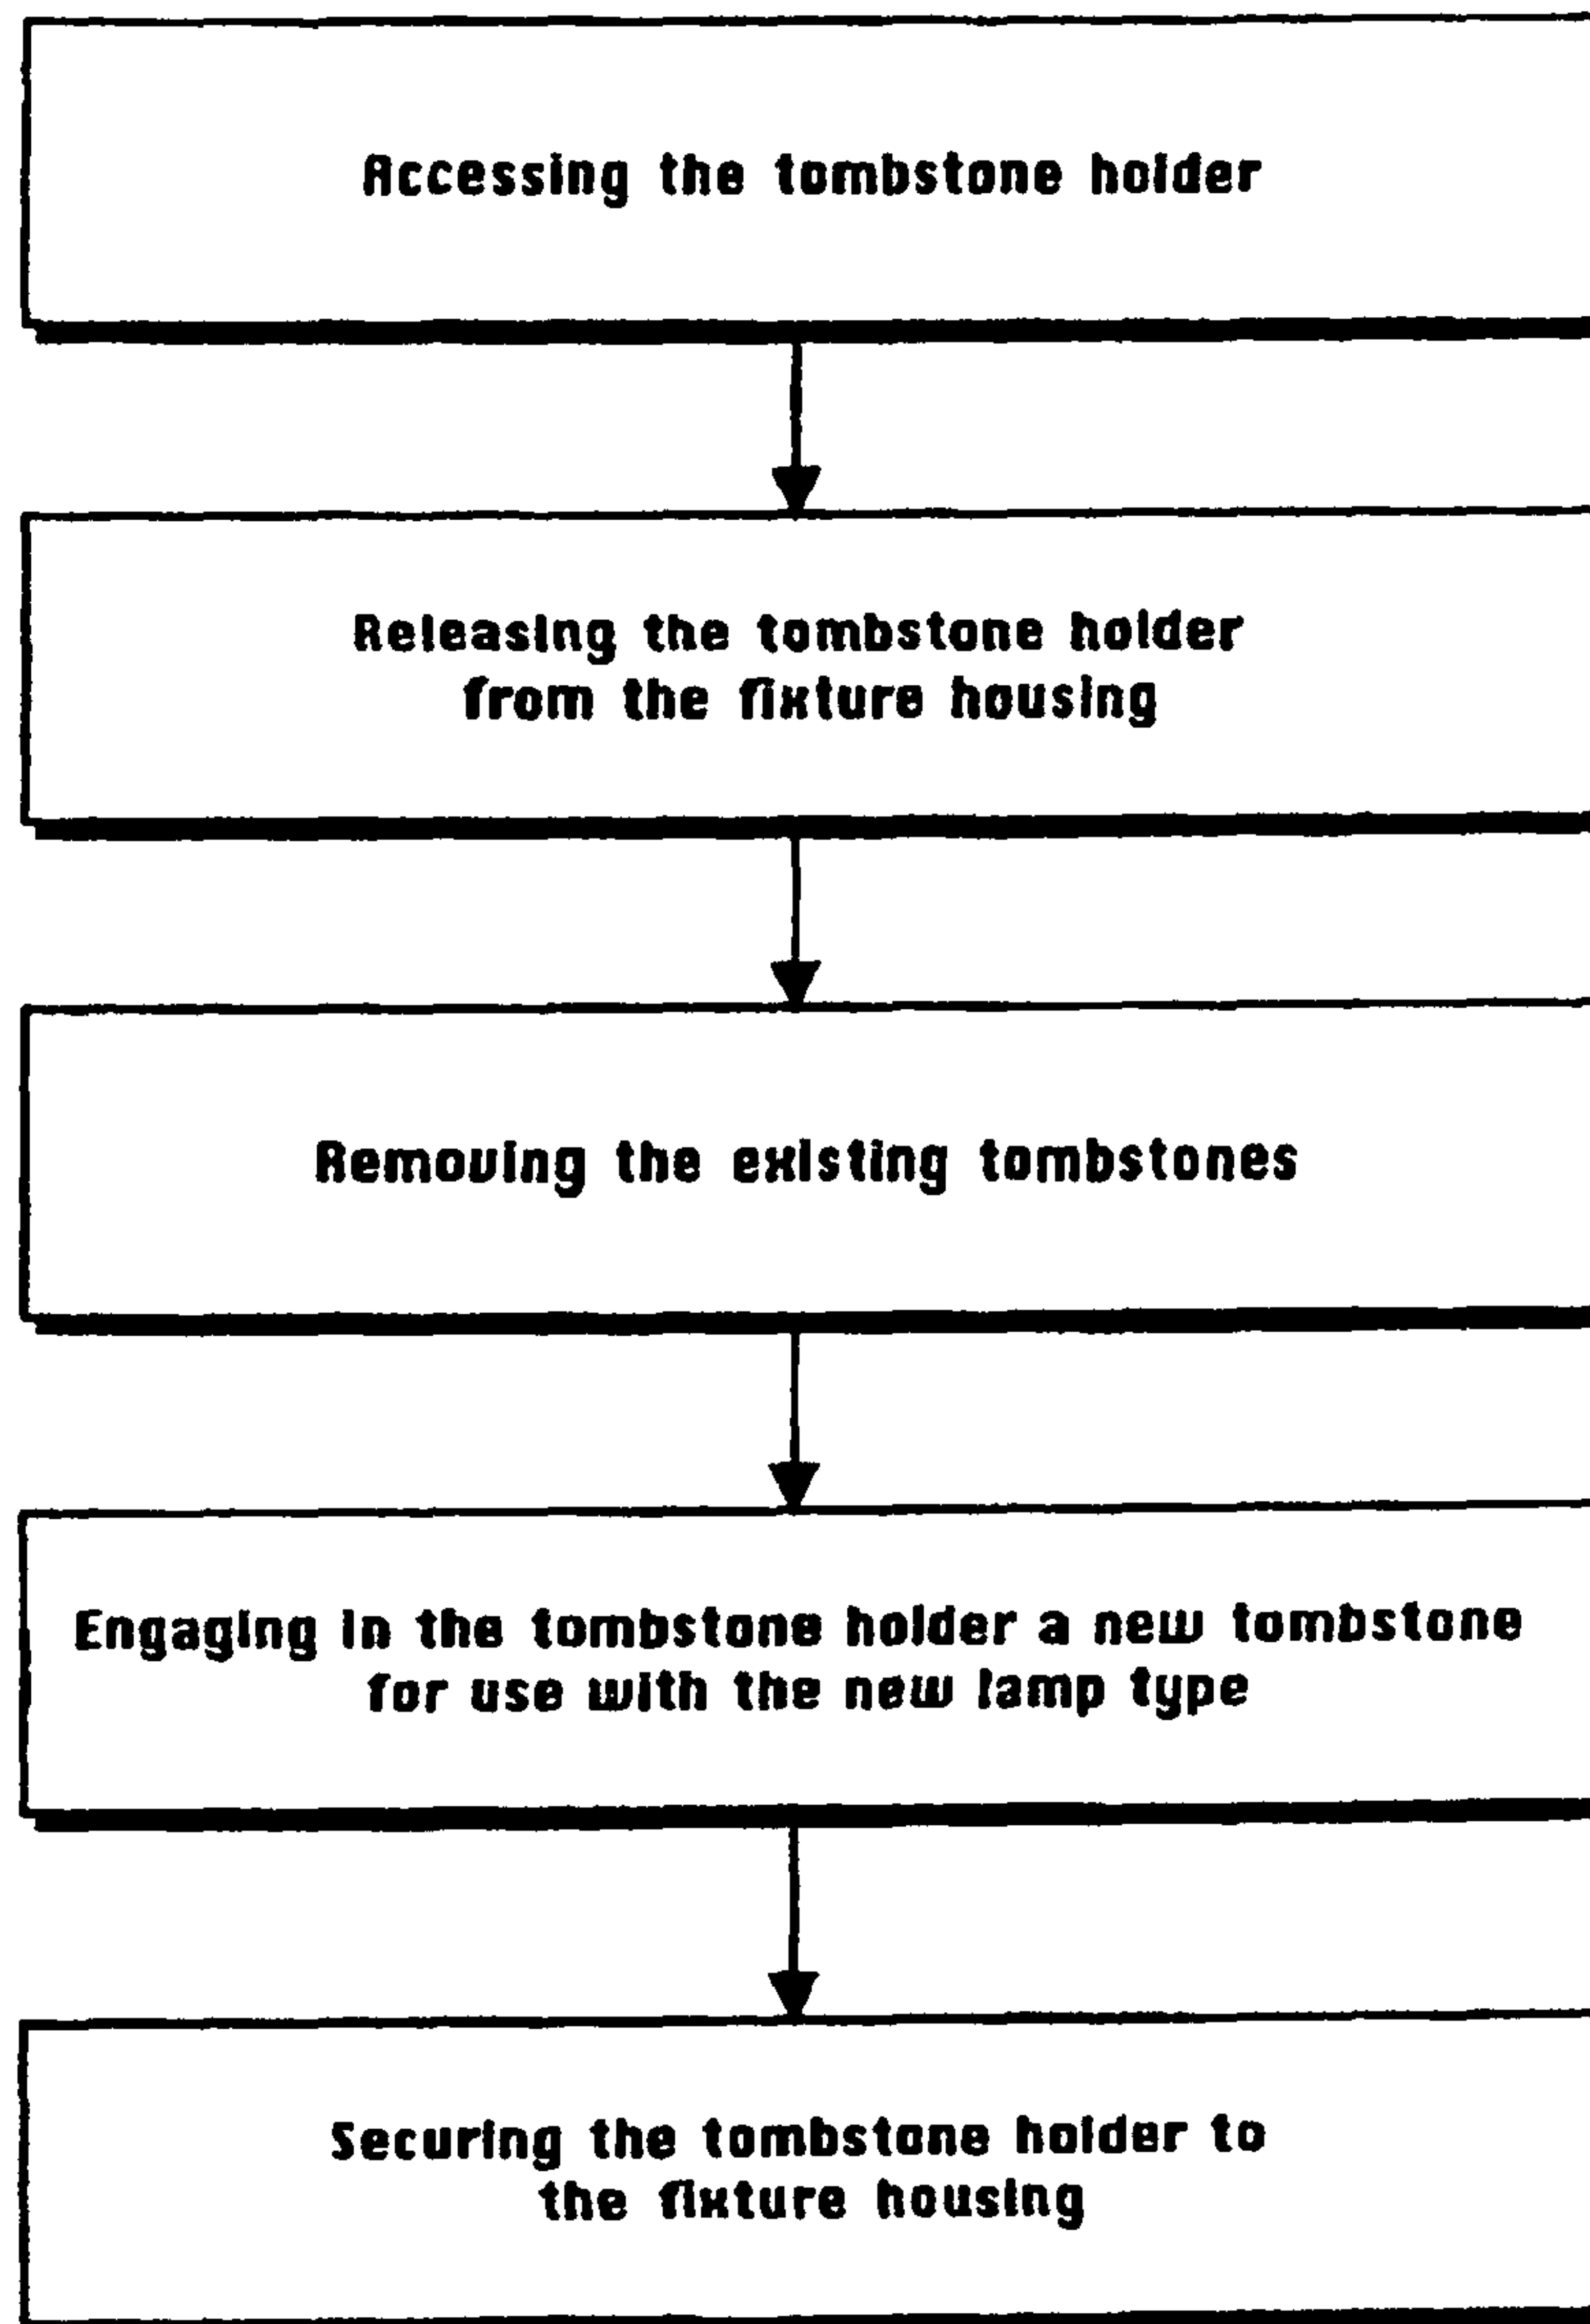 Accessing the tombstone holder
Releasing the tombstone holder
from the fixture housing
Removing the existing tombstones
Engaging in the tombstone holder a new tombstone
for use with the new lamp type
Securing the tombstone holder to
the fixture housing